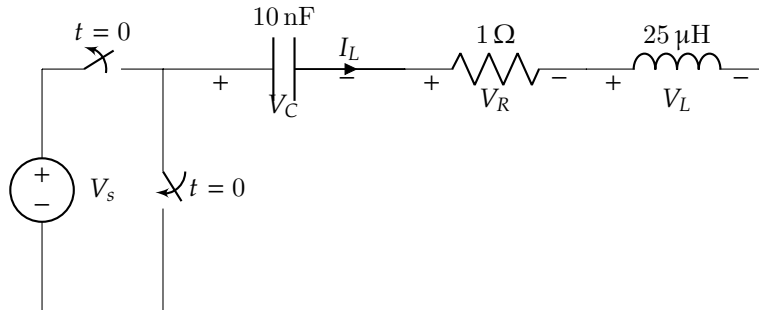 10 nF
t = 0
I_L
1 Ω
25 μH
+ − + − + −
V_C
V_R
V_L
+
−
V_s
t = 0